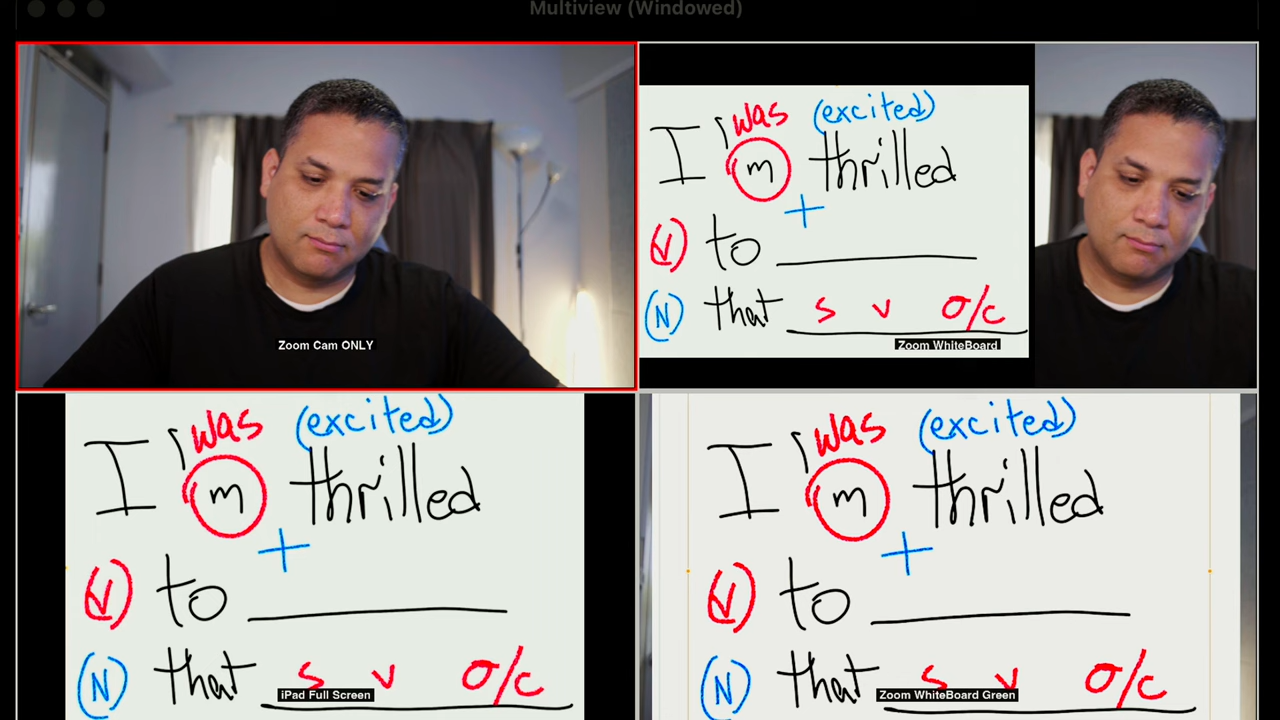 Multiview (Windowed)
Zoom Cam ONLY
was (excited)
I 'm thrilled
+
(V) to
(N) that s v o/c
Zoom WhiteBoard
was (excited)
I 'm thrilled
+
(V) to
(N) that s v o/c
iPad Full Screen
was (excited)
I 'm thrilled
+
(V) to
(N) that s v o/c
Zoom WhiteBoard Green